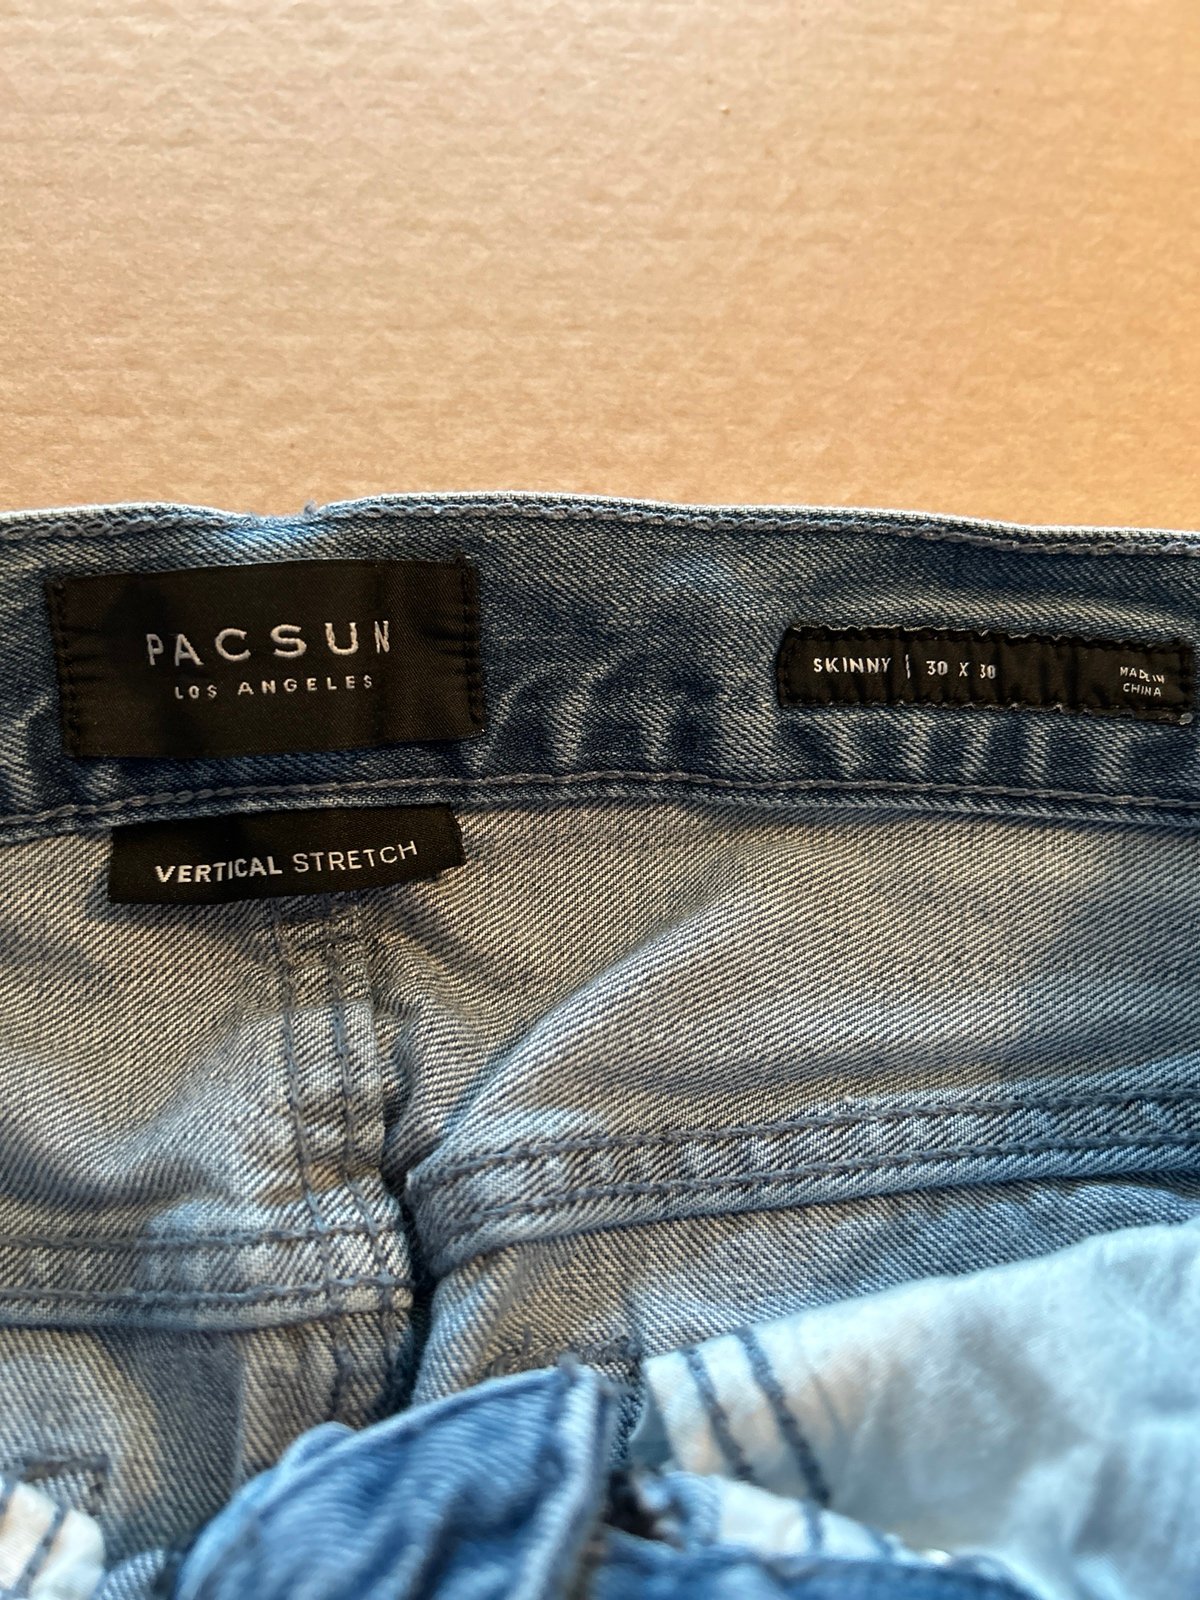 PACSUN
LOS ANGELES
SKINNY | 30 X 30
MADE IN
CHINA
VERTICAL STRETCH